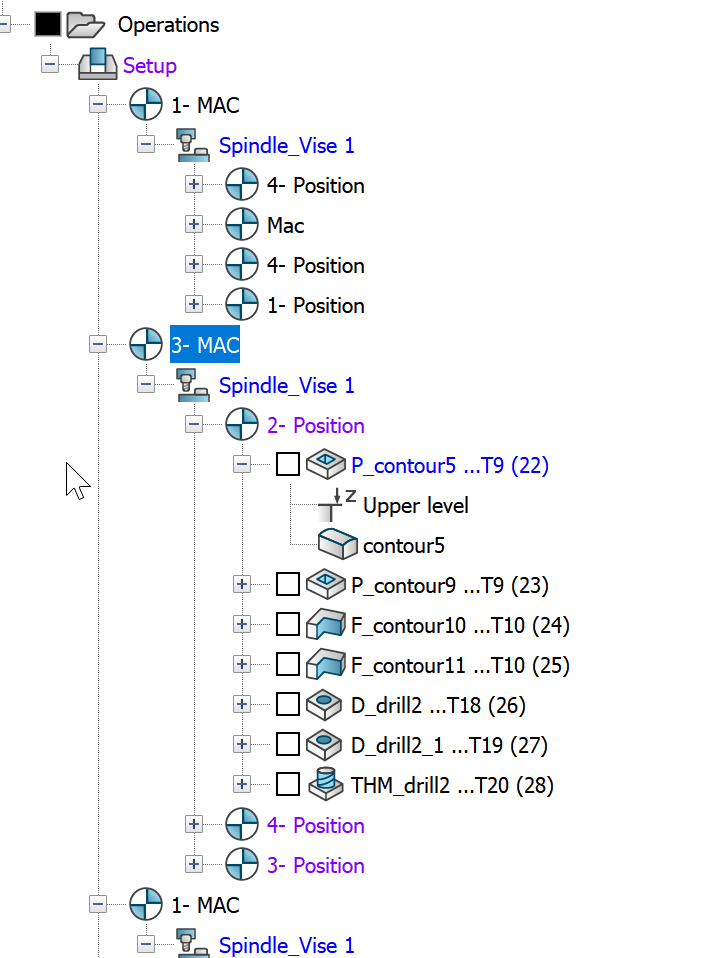 Operations
Setup
1- MAC
Spindle_Vise 1
4- Position
Mac
4- Position
1- Position
3- MAC
Spindle_Vise 1
2- Position
P_contour5 ...T9 (22)
Z
Upper level
contour5
P_contour9 ...T9 (23)
F_contour10 ...T10 (24)
F_contour11 ...T10 (25)
D_drill2 ...T18 (26)
D_drill2_1 ...T19 (27)
THM_drill2 ...T20 (28)
4- Position
3- Position
1- MAC
Spindle_Vise 1